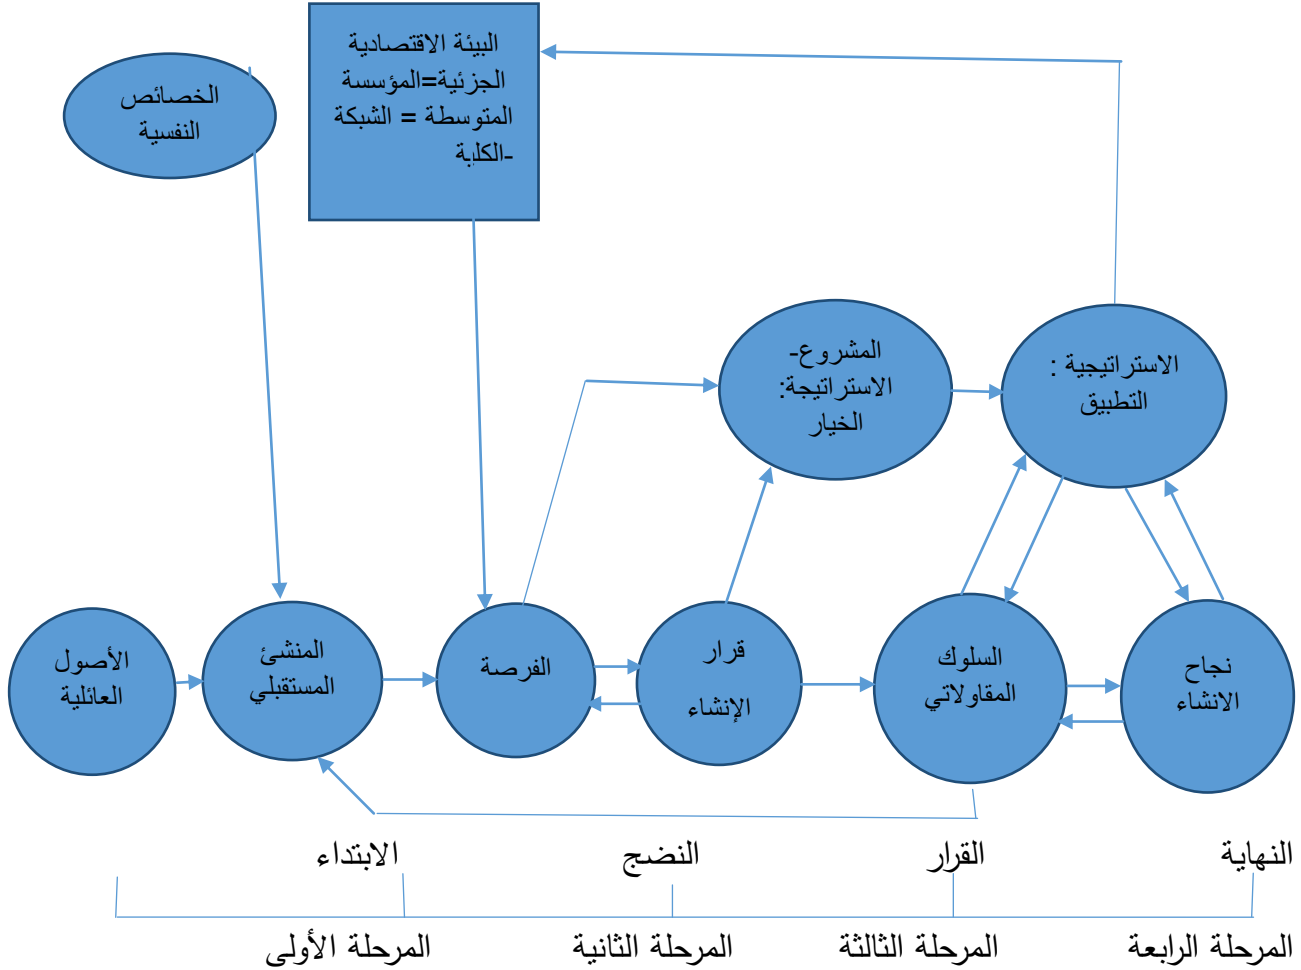 البيئة الاقتصادية
الجزئية=المؤسسة
المتوسطة = الشبكة
-الكلية
الخصائص
النفسية
المشروع-
الاستراتيجة:
الخيار
الاستراتيجية :
التطبيق
الأصول
العائلية
المنشئ
المستقبلي
الفرصة
قرار
الإنشاء
السلوك
المقاولاتي
نجاح
الانشاء
الابتداء
النضج
القرار
النهاية
المرحلة الأولى
المرحلة الثانية
المرحلة الثالثة
المرحلة الرابعة